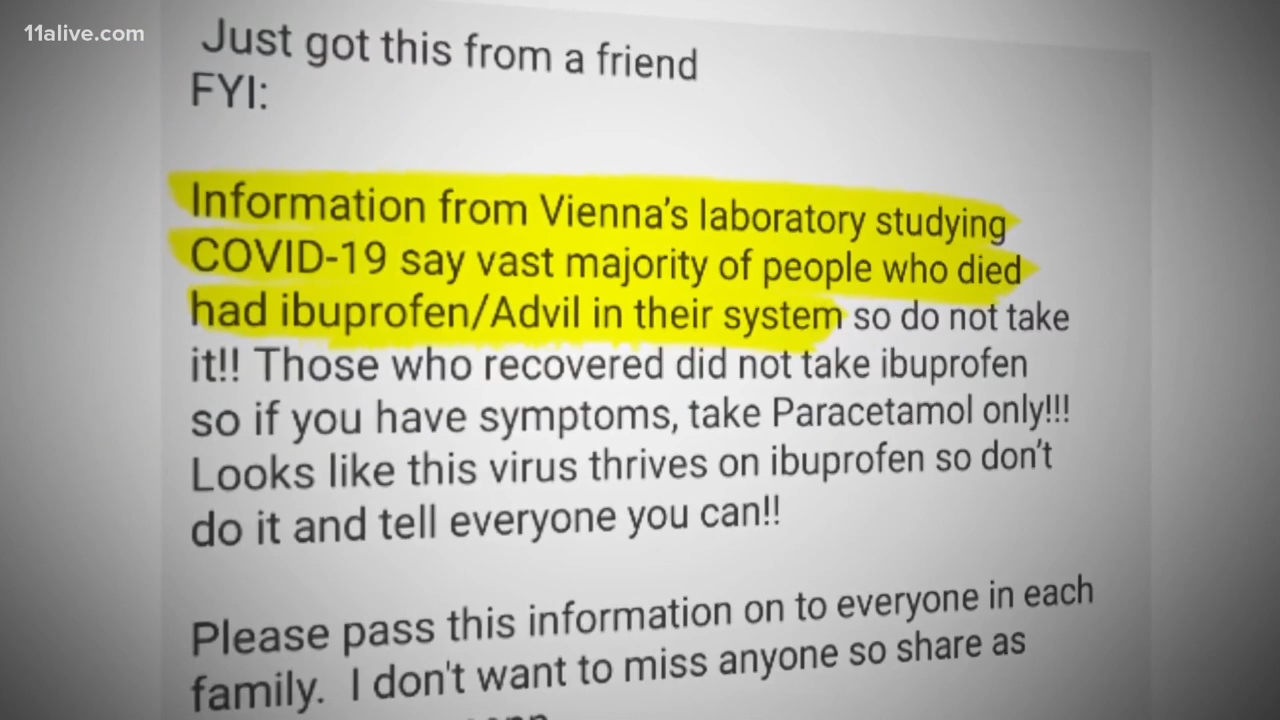 11alive.com
Just got this from a friend
FYI:
Information from Vienna's laboratory studying
COVID-19 say vast majority of people who died
had ibuprofen/Advil in their system so do not take
it!! Those who recovered did not take ibuprofen
so if you have symptoms, take Paracetamol only!!!
Looks like this virus thrives on ibuprofen so don't
do it and tell everyone you can!!
Please pass this information on to everyone in each
family. I don't want to miss anyone so share as